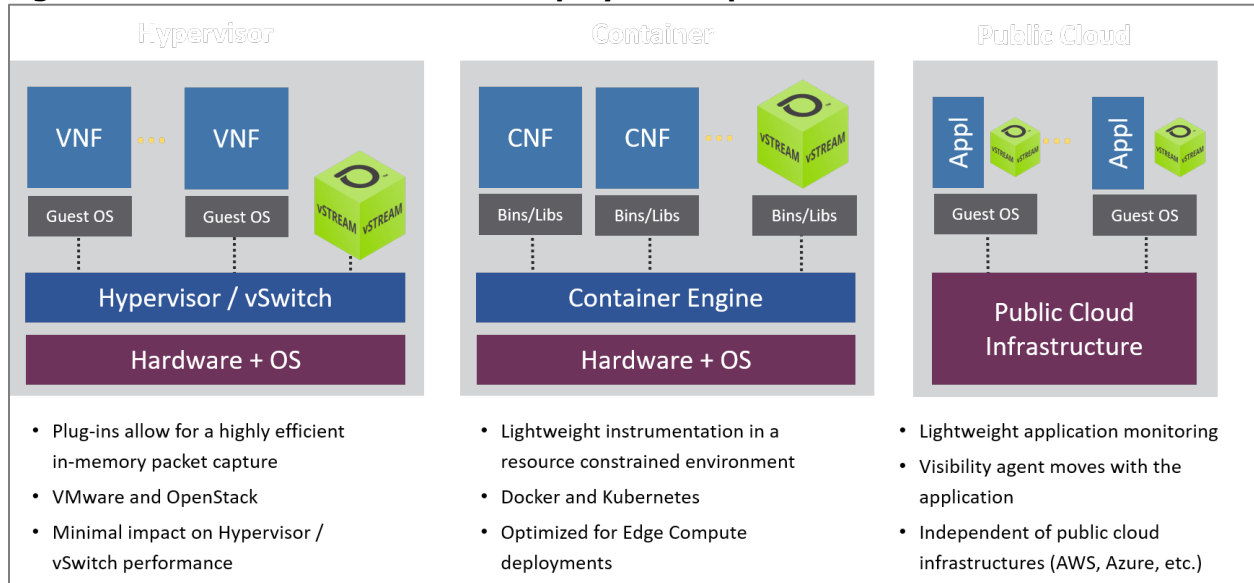 Hypervisor
VNF
VNF
Guest OS
Guest OS
vSTREAM vSTREAM
Hypervisor / vSwitch
Hardware + OS
• Plug-ins allow for a highly efficient
in-memory packet capture
• VMware and OpenStack
• Minimal impact on Hypervisor /
vSwitch performance
Container
CNF
CNF
vSTREAM vSTREAM
Bins/Libs
Bins/Libs
Bins/Libs
Container Engine
Hardware + OS
• Lightweight instrumentation in a
resource constrained environment
• Docker and Kubernetes
• Optimized for Edge Compute
deployments
Public Cloud
Appl
vSTREAM vSTREAM
Appl
vSTREAM vSTREAM
Guest OS
Guest OS
Public Cloud
Infrastructure
• Lightweight application monitoring
• Visibility agent moves with the
application
• Independent of public cloud
infrastructures (AWS, Azure, etc.)